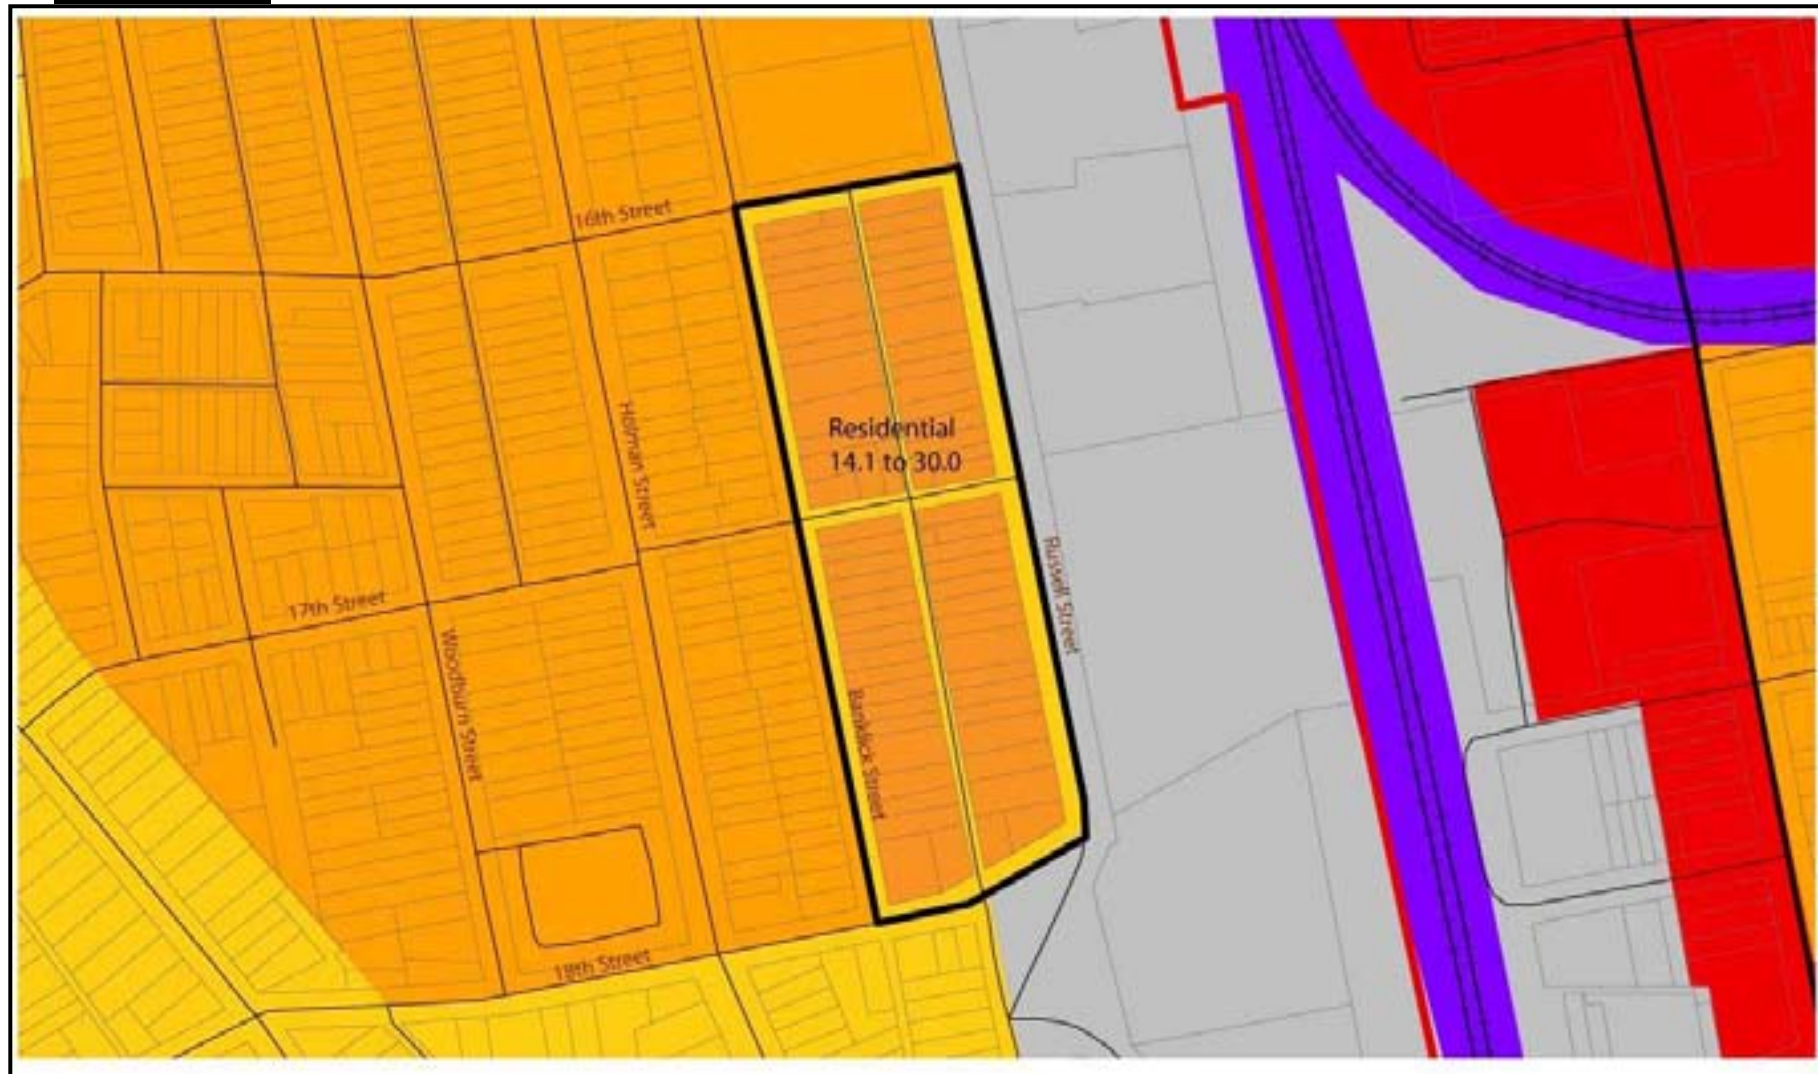 16th Street
Residential
14.1 to 30.0
Holman Street
Russell Street
17th Street
Woodburn Street
Banklick Street
18th Street